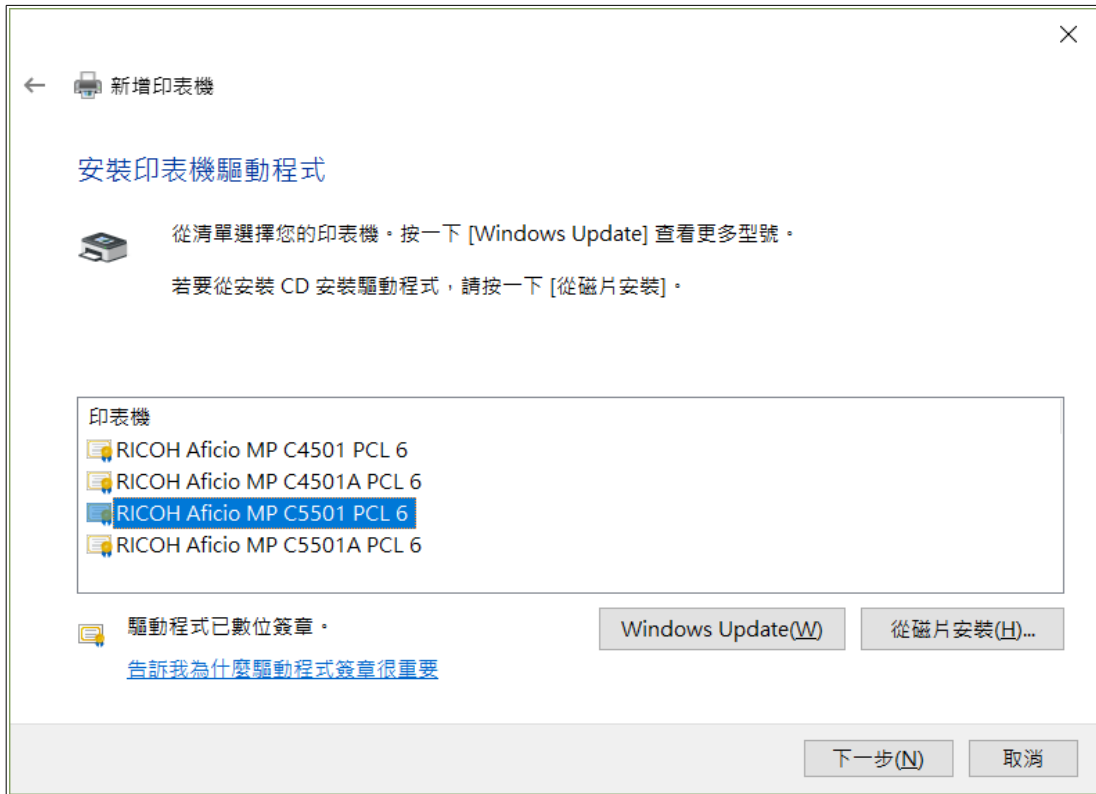 新增印表機
安裝印表機驅動程式
從清單選擇您的印表機。按一下 [Windows Update] 查看更多型號。
若要從安裝 CD 安裝驅動程式，請按一下 [從磁片安裝]。
印表機
RICOH Aficio MP C4501 PCL 6
RICOH Aficio MP C4501A PCL 6
RICOH Aficio MP C5501 PCL 6
RICOH Aficio MP C5501A PCL 6
驅動程式已數位簽章。
Windows Update(W)
從磁片安裝(H)...
告訴我為什麼驅動程式簽章很重要
下一步(N)
取消